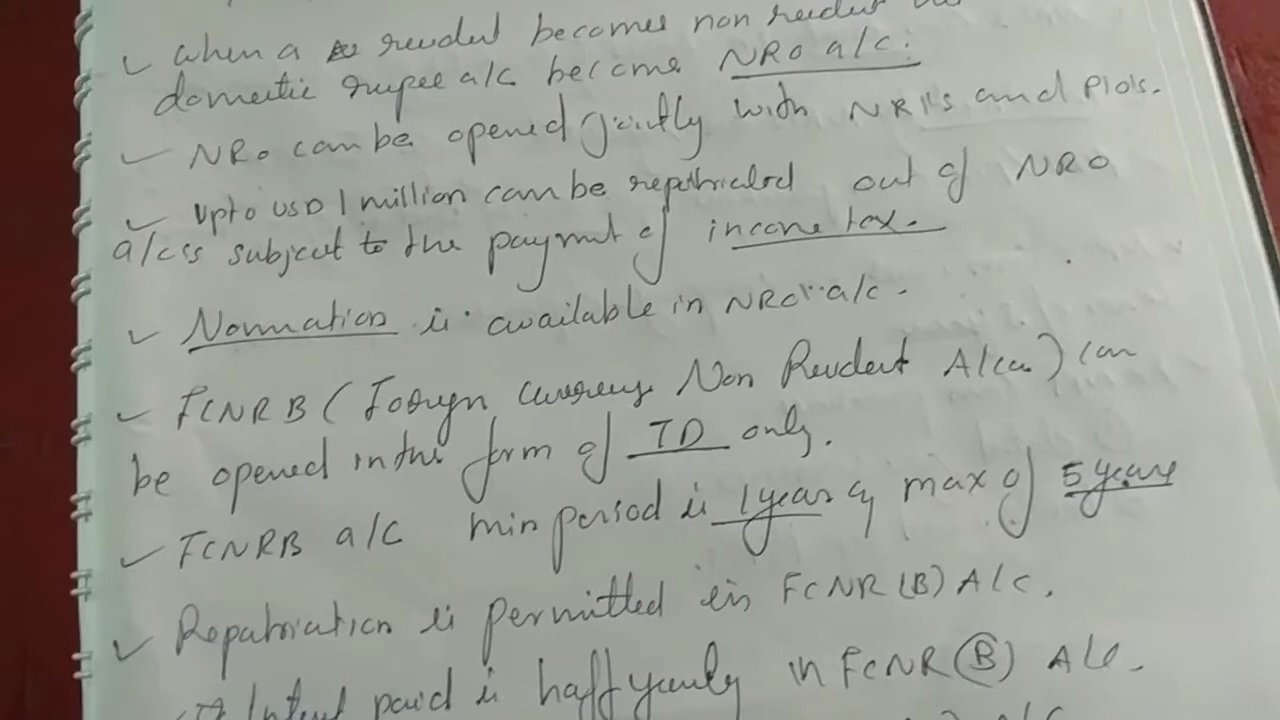 when a resident becomes non resident
domestic rupee a/c become NRO a/c.
NRO can be opened jointly with NRI's and PIO's.
Upto USD 1 million can be repatriated out of NRO
a/c's subject to the payment of income tax.
Nomination is available in NRO a/c.
FCNRB (Foreign Currency Non Resident A/cs) can
be opened in the form of TD only.
FCNRB a/c min period is 1 year & max of 5 years
Repatriation is permitted in FCNR (B) A/c.
Interest paid is half yearly in FCNR (B) A/c.